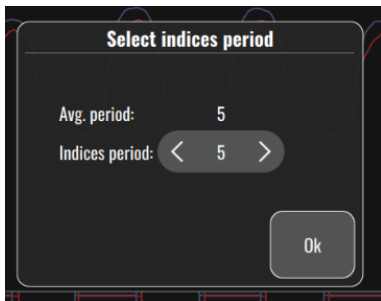 Select indices period
Avg. period: 5
Indices period: < 5 >
Ok